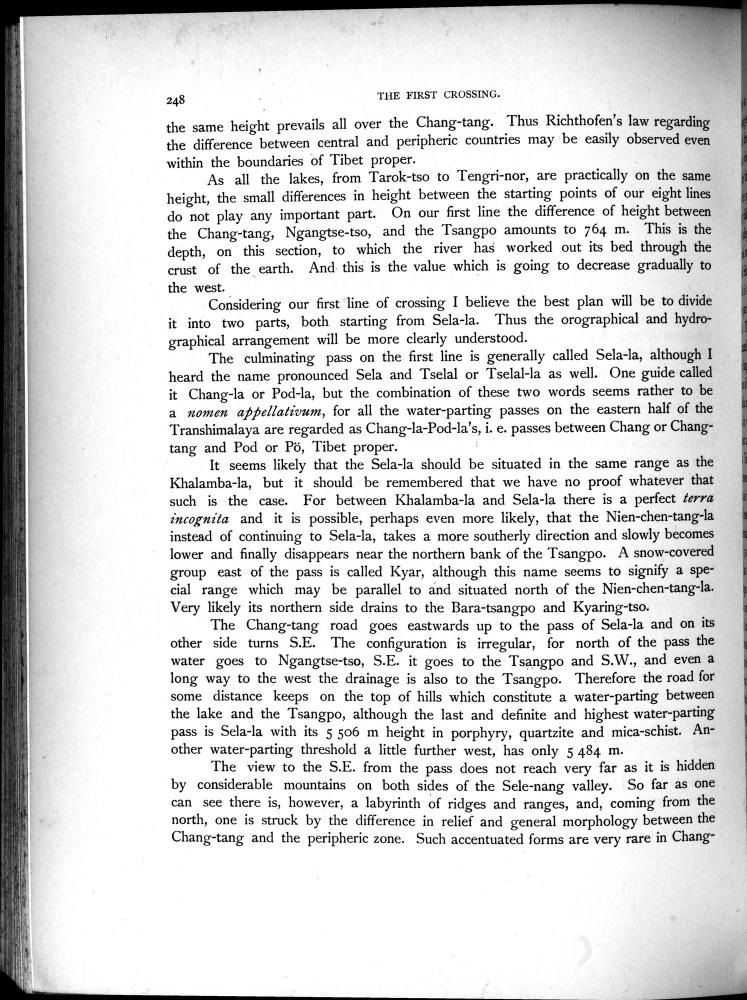 248
THE FIRST CROSSING.
the same height prevails all over the Chang-tang. Thus Richthofen's law regarding
the difference between central and peripheric countries may be easily observed even
within the boundaries of Tibet proper.
As all the lakes, from Tarok-tso to Tengri-nor, are practically on the same
height, the small differences in height between the starting points of our eight lines
do not play any important part. On our first line the difference of height between
the Chang-tang, Ngangtse-tso, and the Tsangpo amounts to 764 m. This is the
depth, on this section, to which the river has worked out its bed through the
crust of the earth. And this is the value which is going to decrease gradually to
the west.
Considering our first line of crossing I believe the best plan will be to divide
it into two parts, both starting from Sela-la. Thus the orographical and hydro-
graphical arrangement will be more clearly understood.
The culminating pass on the first line is generally called Sela-la, although I
heard the name pronounced Sela and Tselal or Tselal-la as well. One guide called
it Chang-la or Pod-la, but the combination of these two words seems rather to be
a nomen appellativum, for all the water-parting passes on the eastern half of the
Transhimalaya are regarded as Chang-la-Pod-la's, i. e. passes between Chang or Chang-
tang and Pod or Pö, Tibet proper.
It seems likely that the Sela-la should be situated in the same range as the
Khalamba-la, but it should be remembered that we have no proof whatever that
such is the case. For between Khalamba-la and Sela-la there is a perfect terra
incognita and it is possible, perhaps even more likely, that the Nien-chen-tang-la
instead of continuing to Sela-la, takes a more southerly direction and slowly becomes
lower and finally disappears near the northern bank of the Tsangpo. A snow-covered
group east of the pass is called Kyar, although this name seems to signify a spe-
cial range which may be parallel to and situated north of the Nien-chen-tang-la.
Very likely its northern side drains to the Bara-tsangpo and Kyaring-tso.
The Chang-tang road goes eastwards up to the pass of Sela-la and on its
other side turns S.E. The configuration is irregular, for north of the pass the
water goes to Ngangtse-tso, S.E. it goes to the Tsangpo and S.W., and even a
long way to the west the drainage is also to the Tsangpo. Therefore the road for
some distance keeps on the top of hills which constitute a water-parting between
the lake and the Tsangpo, although the last and definite and highest water-parting
pass is Sela-la with its 5 506 m height in porphyry, quartzite and mica-schist. An-
other water-parting threshold a little further west, has only 5 484 m.
The view to the S.E. from the pass does not reach very far as it is hidden
by considerable mountains on both sides of the Sele-nang valley. So far as one
can see there is, however, a labyrinth of ridges and ranges, and, coming from the
north, one is struck by the difference in relief and general morphology between the
Chang-tang and the peripheric zone. Such accentuated forms are very rare in Chang-